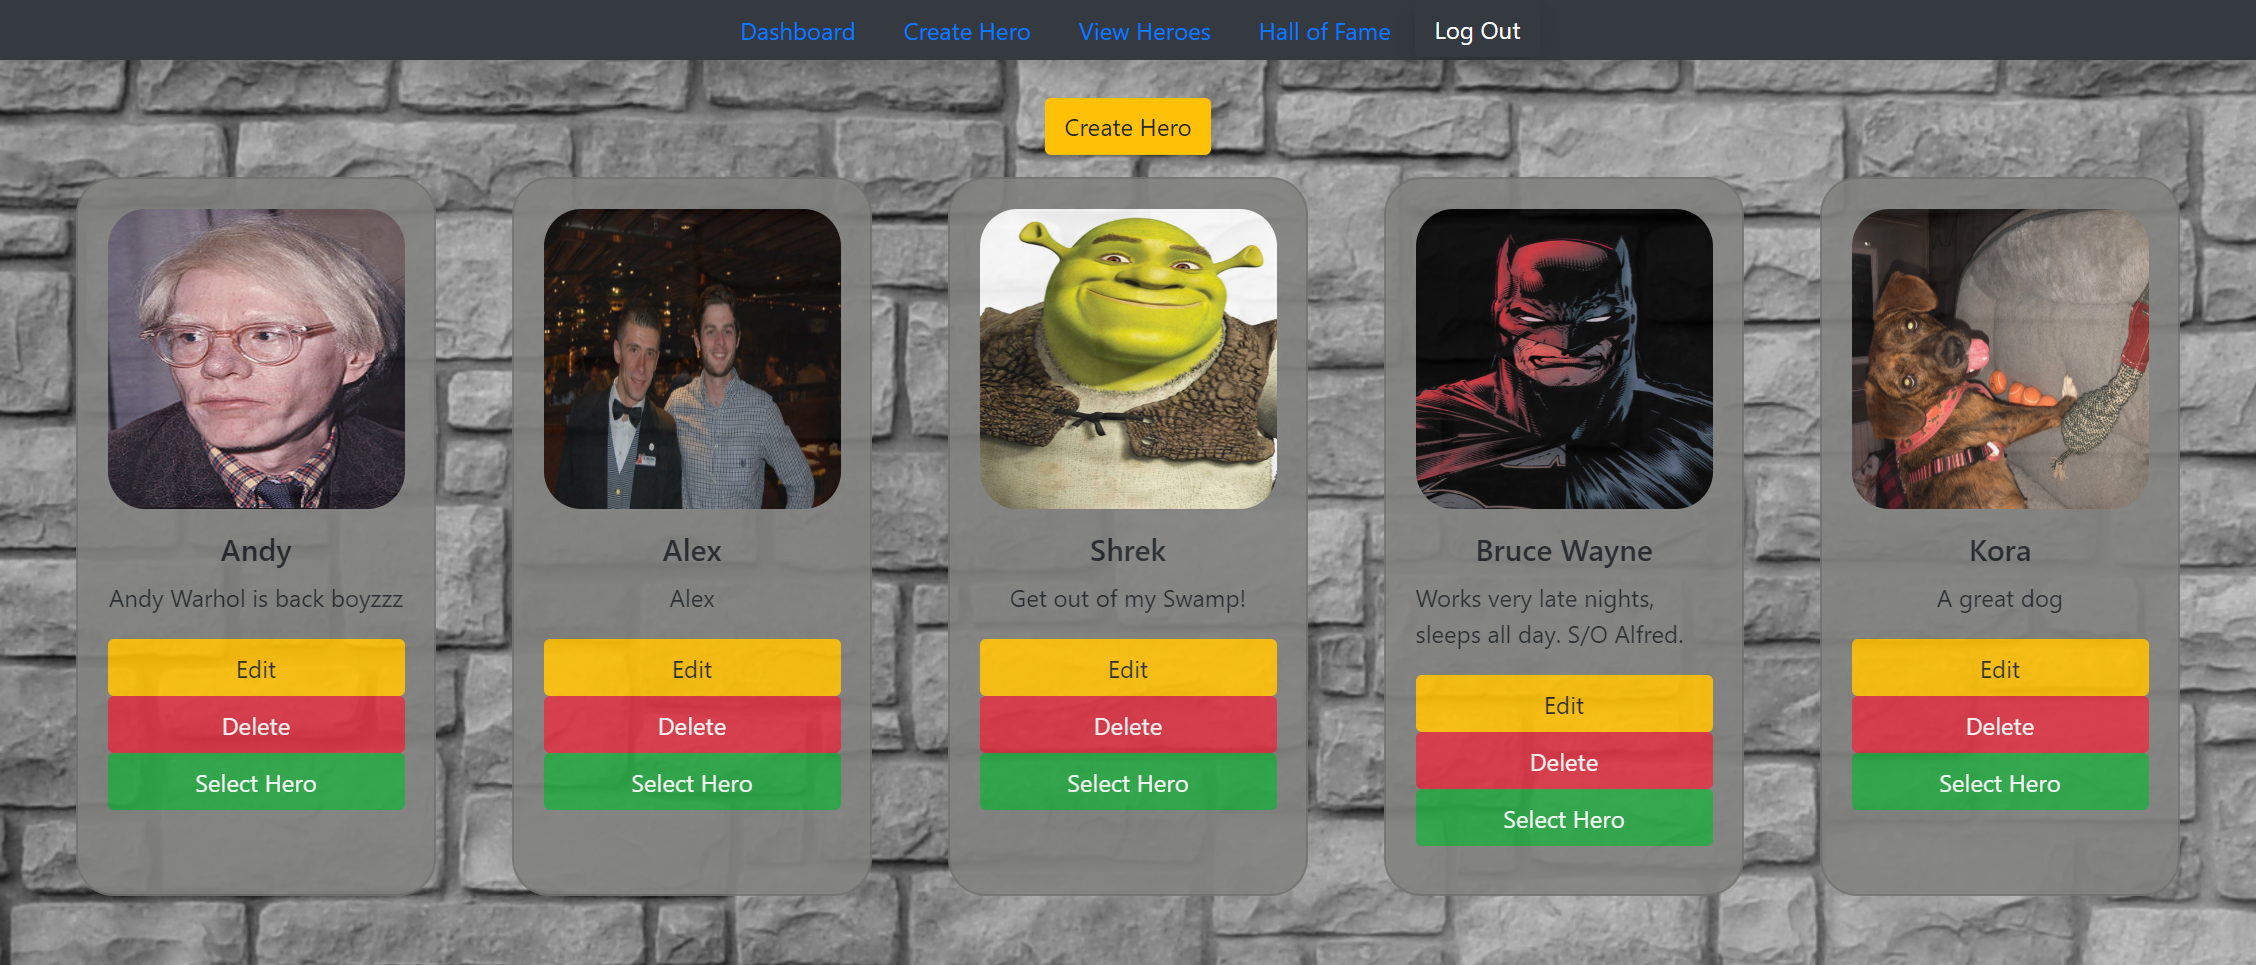 Dashboard Create Hero View Heroes Hall of Fame Log Out
Create Hero
Andy
Andy Warhol is back boyzzz
Edit
Delete
Select Hero
Alex
Alex
Edit
Delete
Select Hero
Shrek
Get out of my Swamp!
Edit
Delete
Select Hero
Bruce Wayne
Works very late nights,
sleeps all day. S/O Alfred.
Edit
Delete
Select Hero
Kora
A great dog
Edit
Delete
Select Hero